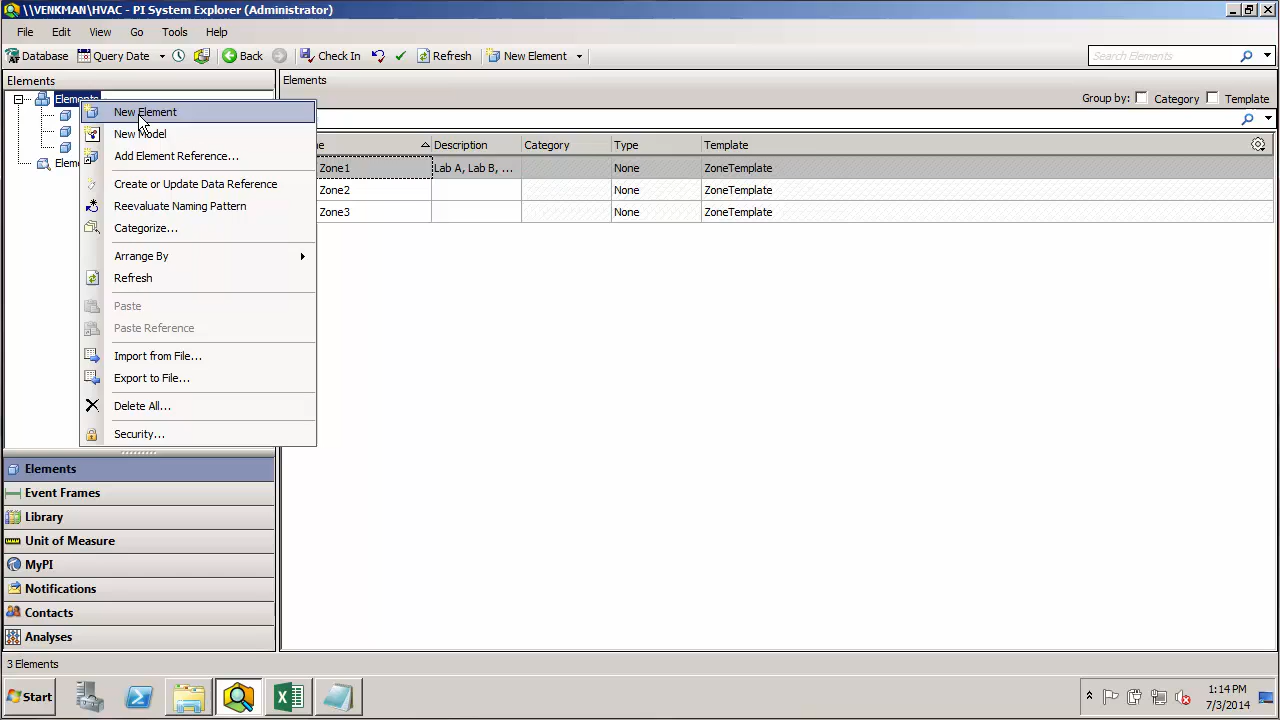 \\VENKMAN\HVAC - PI System Explorer (Administrator)
File Edit View Go Tools Help
Database Query Date Back Check In Refresh New Element Search Elements
Elements
Elements
Group by: Category Template
Elements
New Element
New Model
Add Element Reference...
Create or Update Data Reference
Reevaluate Naming Pattern
Categorize...
Arrange By
Refresh
Paste
Paste Reference
Import from File...
Export to File...
Delete All...
Security...
Description Category Type Template
Zone1 Lab A, Lab B, ... None ZoneTemplate
Zone2 None ZoneTemplate
Zone3 None ZoneTemplate
Elements
Event Frames
Library
Unit of Measure
MyPI
Notifications
Contacts
Analyses
3 Elements
Start
1:14 PM
7/3/2014